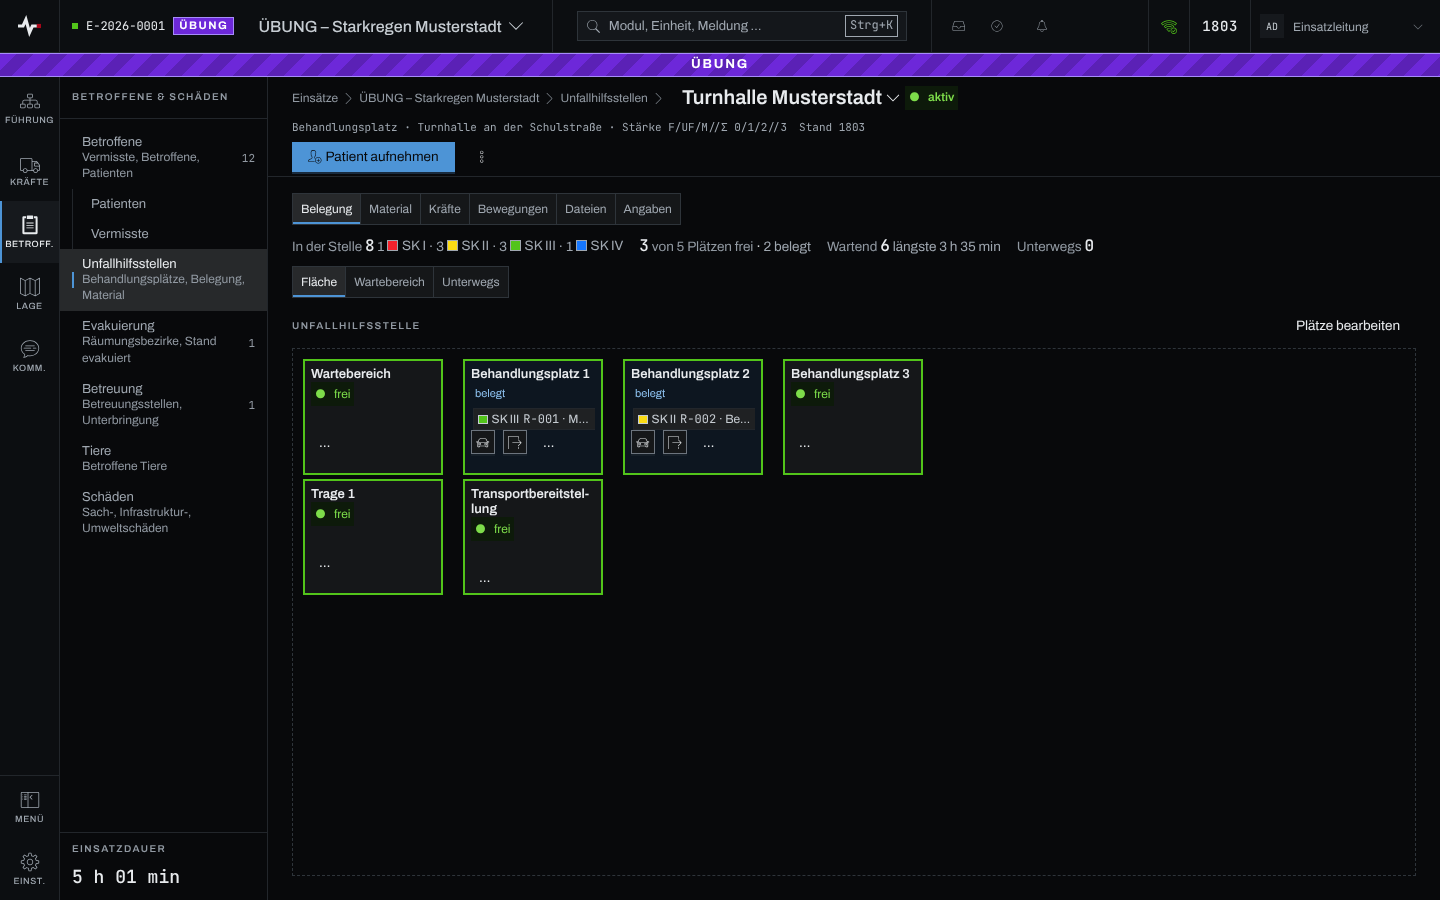 E-2026-0001 ÜBUNG ÜBUNG – Starkregen Musterstadt Modul, Einheit, Meldung ... Strg+K 1803 AD Einsatzleitung
ÜBUNG
FÜHRUNG
KRÄFTE
BETROFF.
LAGE
KOMM.
MENÜ
EINST.
BETROFFENE & SCHÄDEN
Betroffene
Vermisste, Betroffene, 12
Patienten
Patienten
Vermisste
Unfallhilfsstellen
Behandlungsplätze, Belegung,
Material
Evakuierung
Räumungsbezirke, Stand 1
evakuiert
Betreuung
Betreuungsstellen, 1
Unterbringung
Tiere
Betroffene Tiere
Schäden
Sach-, Infrastruktur-,
Umweltschäden
EINSATZDAUER
5 h 01 min
Einsätze ÜBUNG – Starkregen Musterstadt Unfallhilfsstellen Turnhalle Musterstadt aktiv
Behandlungsplatz · Turnhalle an der Schulstraße · Stärke F/UF/M//Σ 0/1/2//3 Stand 1803
Patient aufnehmen
Belegung Material Kräfte Bewegungen Dateien Angaben
In der Stelle 8 1 SK I · 3 SK II · 3 SK III · 1 SK IV 3 von 5 Plätzen frei · 2 belegt Wartend 6 längste 3 h 35 min Unterwegs 0
Fläche Wartebereich Unterwegs
UNFALLHILFSSTELLE Plätze bearbeiten
Wartebereich
frei
...
Behandlungsplatz 1
belegt
SK III R-001 · M...
...
Behandlungsplatz 2
belegt
SK II R-002 · Be...
...
Behandlungsplatz 3
frei
...
Trage 1
frei
...
Transportbereitstel-
lung
frei
...